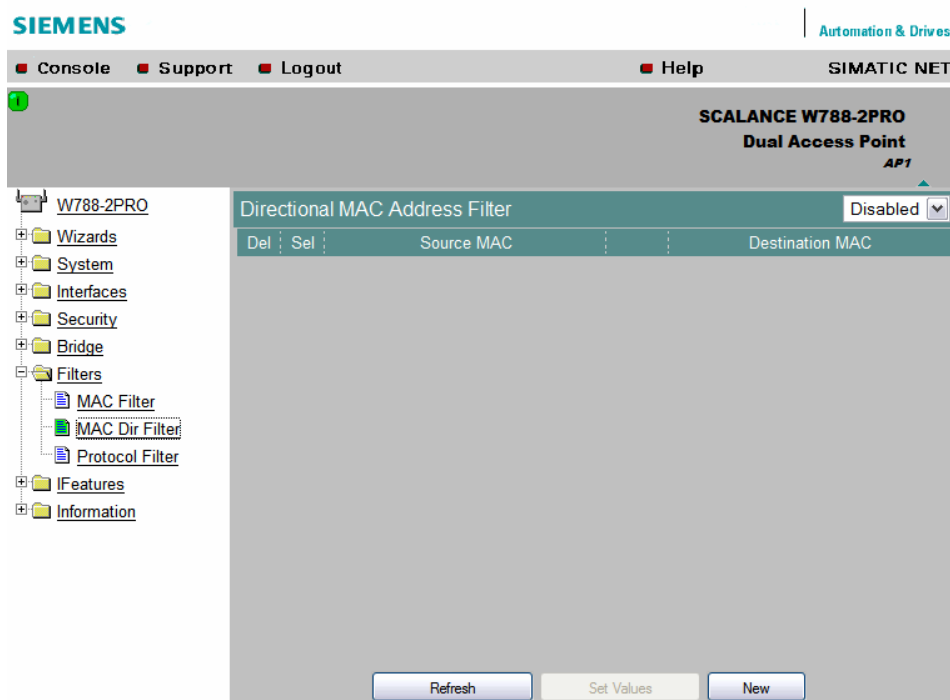 SIEMENS
Automation & Drives
Console Support Logout Help SIMATIC NET
SCALANCE W788-2PRO
Dual Access Point
AP1
W788-2PRO
Wizards
System
Interfaces
Security
Bridge
Filters
MAC Filter
MAC Dir Filter
Protocol Filter
IFeatures
Information
Directional MAC Address Filter Disabled
Del Sel Source MAC Destination MAC
Refresh Set Values New